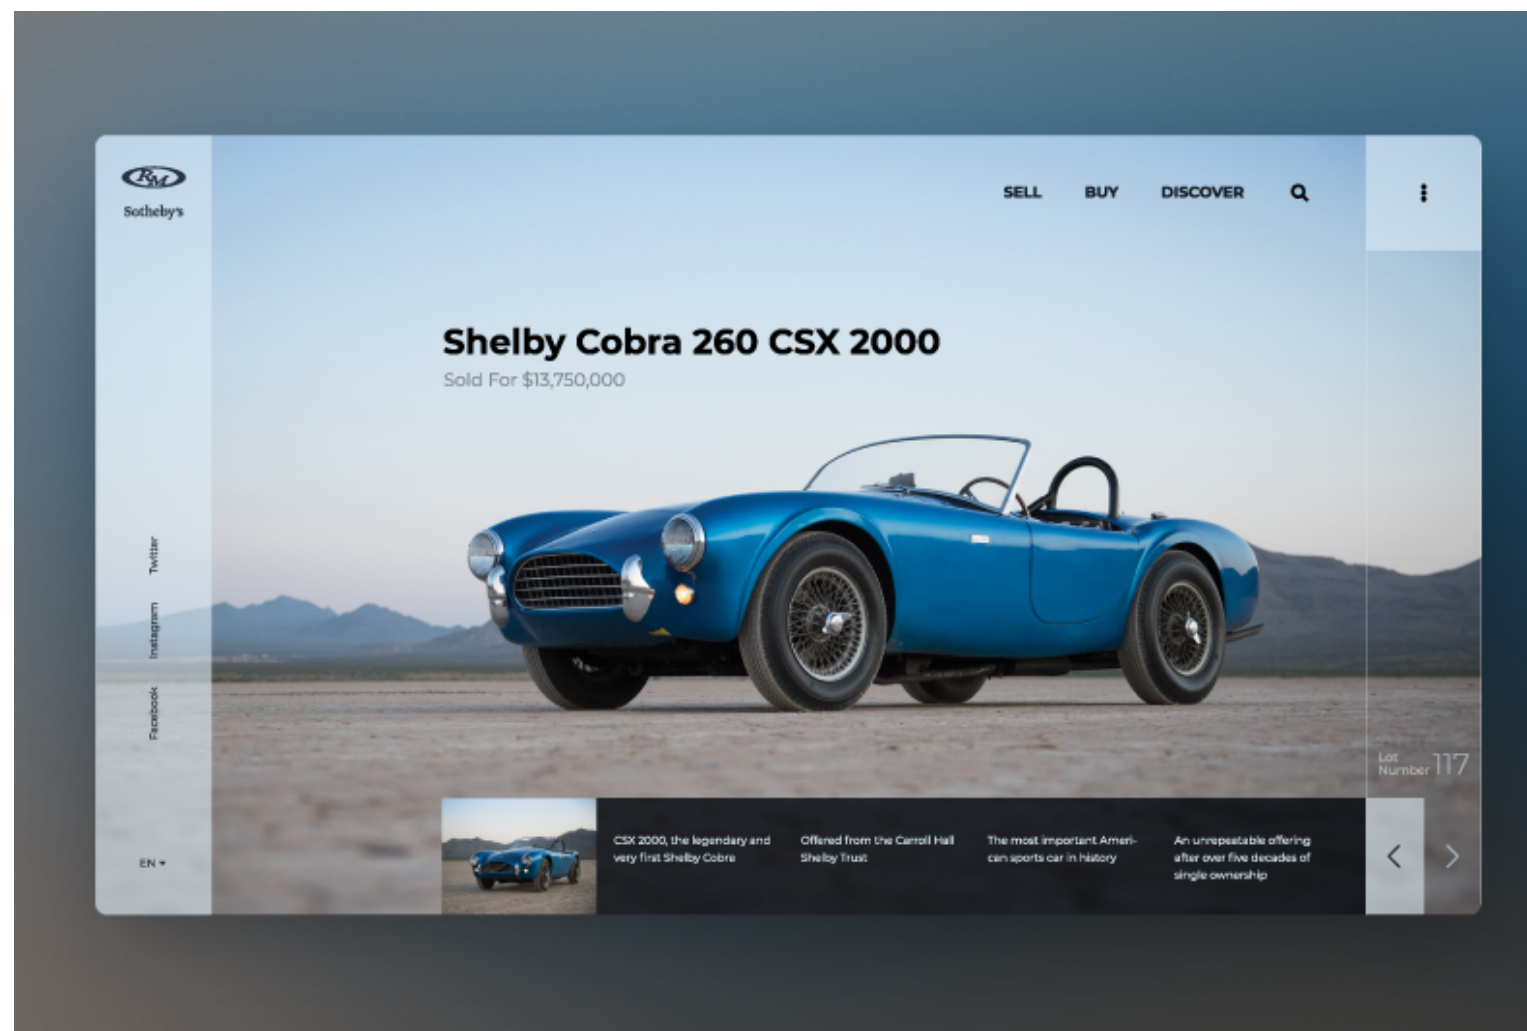 RM
Sotheby's
SELL
BUY
DISCOVER
Shelby Cobra 260 CSX 2000
Sold For $13,750,000
Twitter
Instagram
Facebook
Lot
Number 117
CSX 2000, the legendary and
very first Shelby Cobra
Offered from the Carroll Hall
Shelby Trust
The most important Ameri-
can sports car in history
An unrepeatable offering
after over five decades of
single ownership
EN